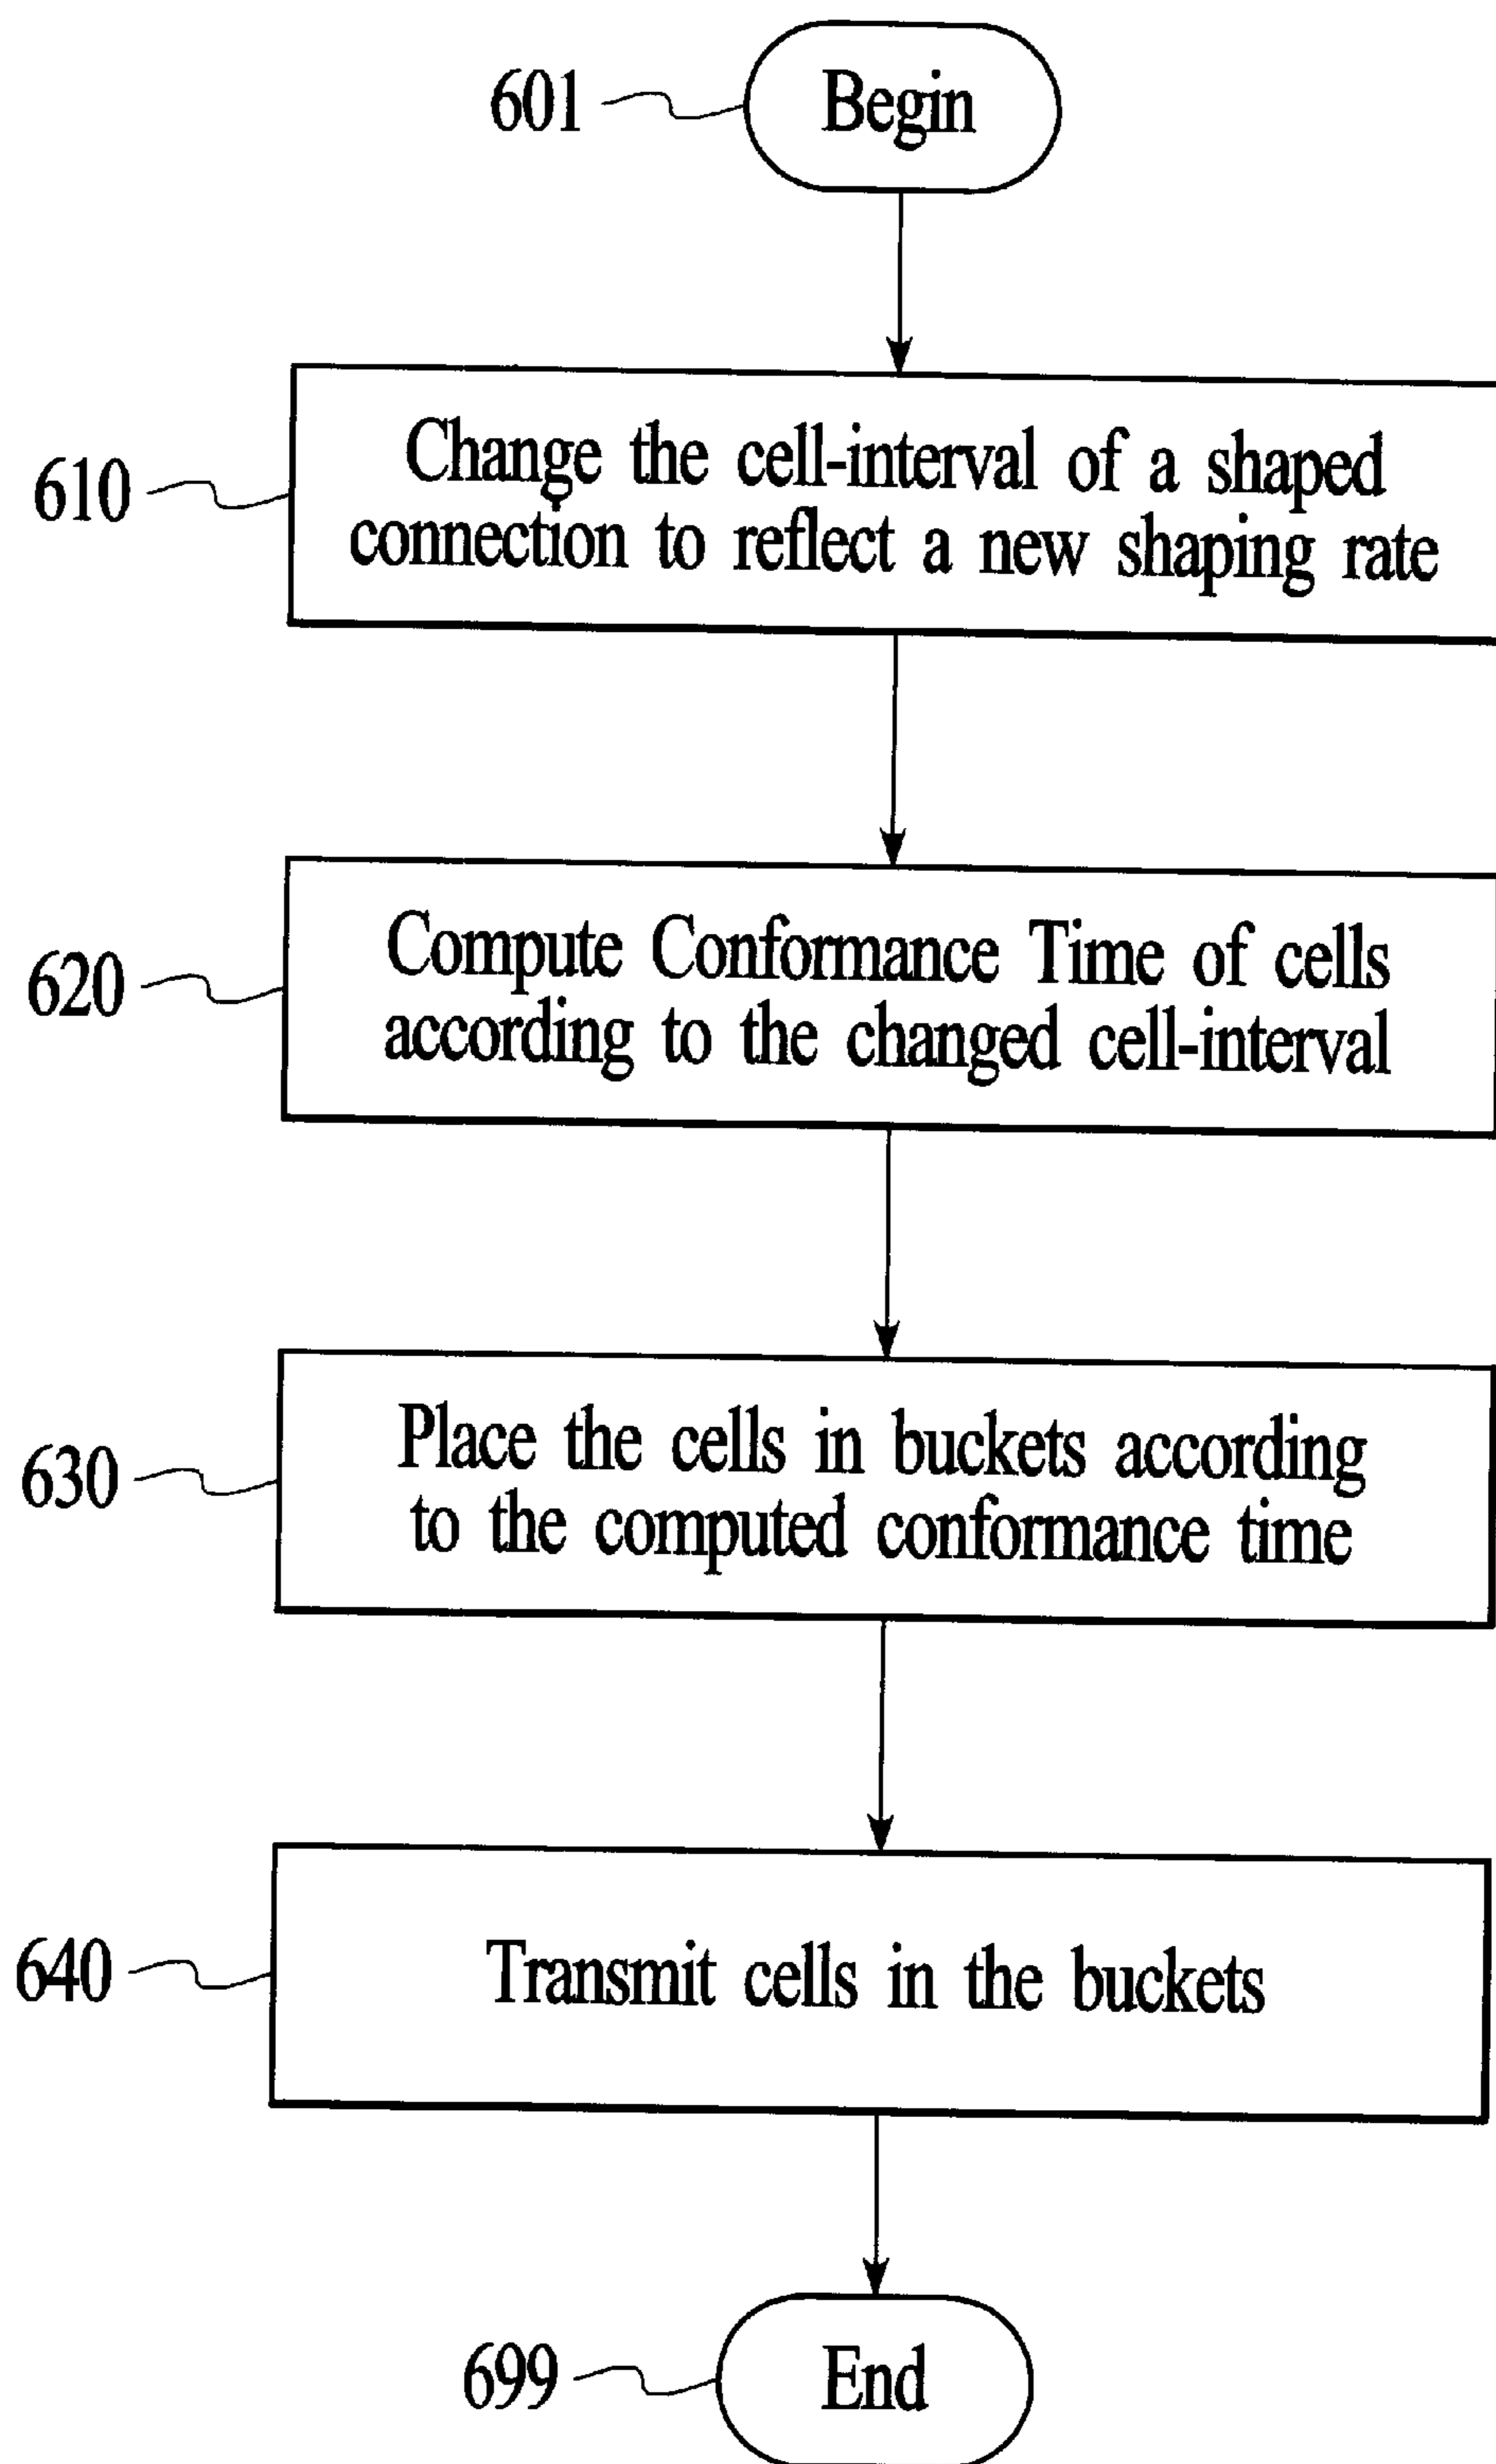 601
Begin
610
Change the cell-interval of a shaped
connection to reflect a new shaping rate
620
Compute Conformance Time of cells
according to the changed cell-interval
630
Place the cells in buckets according
to the computed conformance time
640
Transmit cells in the buckets
699
End